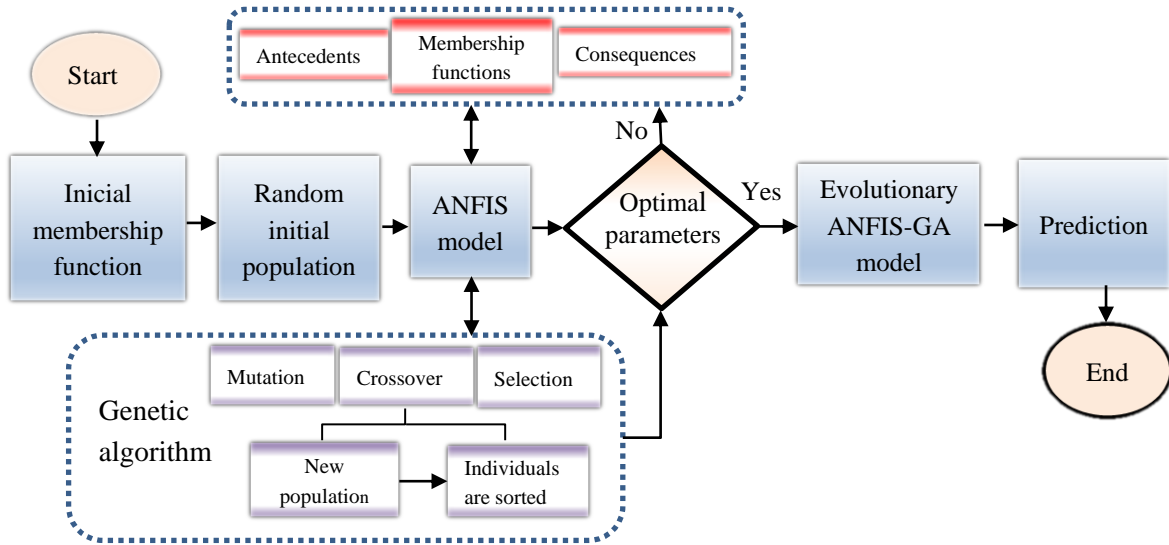 Start
Antecedents
Membership
functions
Consequences
No
Yes
Inicial
membership
function
Random
initial
population
ANFIS
model
Optimal
parameters
Evolutionary
ANFIS-GA
model
Prediction
End
Genetic
algorithm
Mutation
Crossover
Selection
New
population
Individuals
are sorted